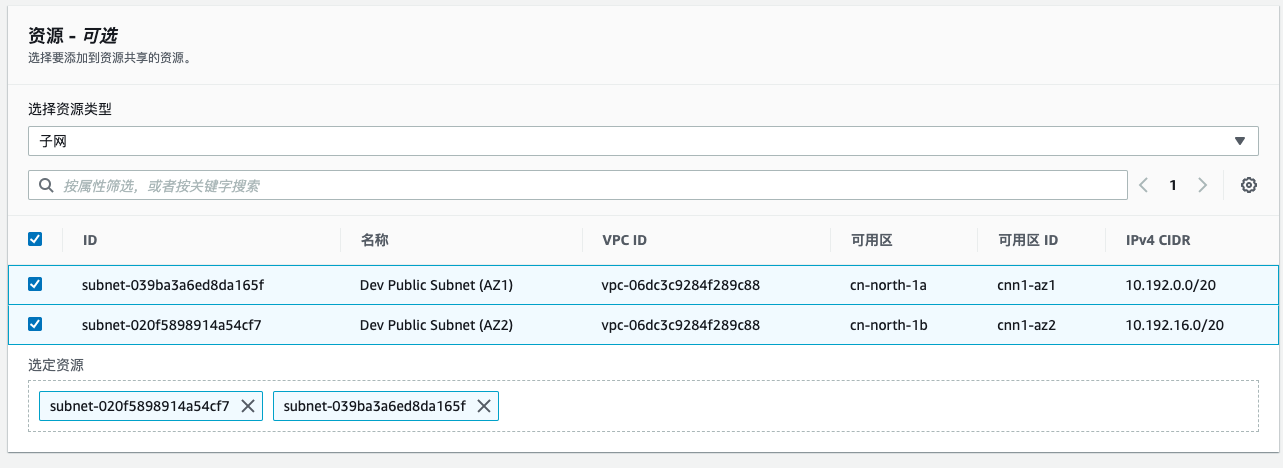 资源 - 可选
选择要添加到资源共享的资源。
选择资源类型
子网
按属性筛选，或者按关键字搜索
1
ID 名称 VPC ID 可用区 可用区 ID IPv4 CIDR
subnet-039ba3a6ed8da165f Dev Public Subnet (AZ1) vpc-06dc3c9284f289c88 cn-north-1a cnn1-az1 10.192.0.0/20
subnet-020f5898914a54cf7 Dev Public Subnet (AZ2) vpc-06dc3c9284f289c88 cn-north-1b cnn1-az2 10.192.16.0/20
选定资源
subnet-020f5898914a54cf7 subnet-039ba3a6ed8da165f